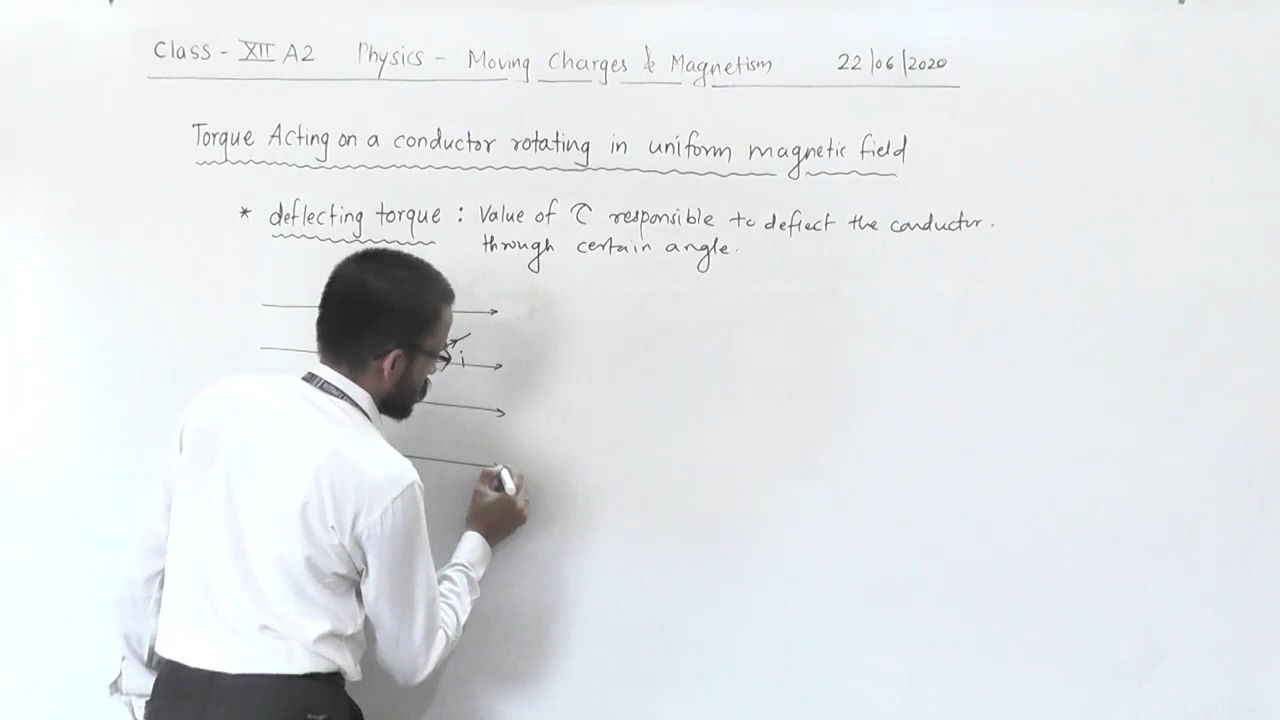 Class - XII A2 Physics - Moving Charges & Magnetism 22/06/2020
Torque Acting on a conductor rotating in uniform magnetic field
* deflecting torque : Value of τ responsible to deflect the conductor.
through certain angle.
i